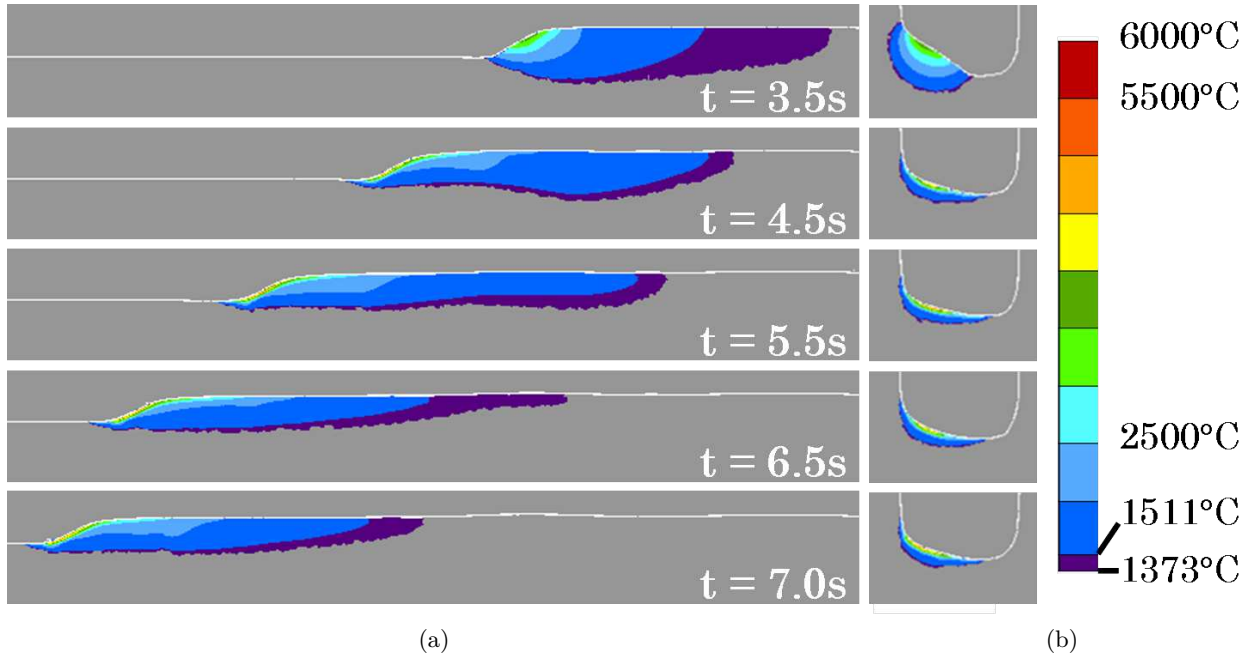 6000°C
5500°C
t = 3.5s
t = 4.5s
t = 5.5s
2500°C
t = 6.5s
1511°C
1373°C
t = 7.0s
(a)
(b)